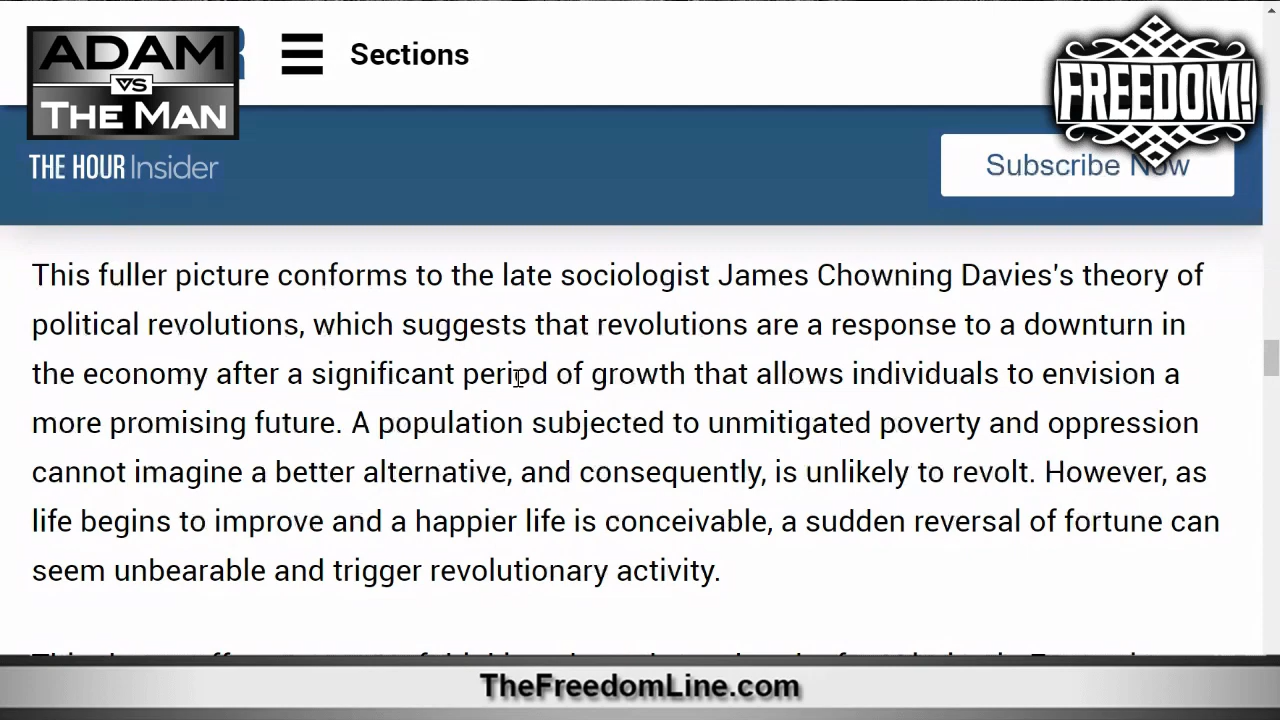 ADAM
VS
THE MAN
Sections
FREEDOM!
THE HOUR Insider
Subscribe Now
This fuller picture conforms to the late sociologist James Chowning Davies's theory of
political revolutions, which suggests that revolutions are a response to a downturn in
the economy after a significant period of growth that allows individuals to envision a
more promising future. A population subjected to unmitigated poverty and oppression
cannot imagine a better alternative, and consequently, is unlikely to revolt. However, as
life begins to improve and a happier life is conceivable, a sudden reversal of fortune can
seem unbearable and trigger revolutionary activity.
TheFreedomLine.com